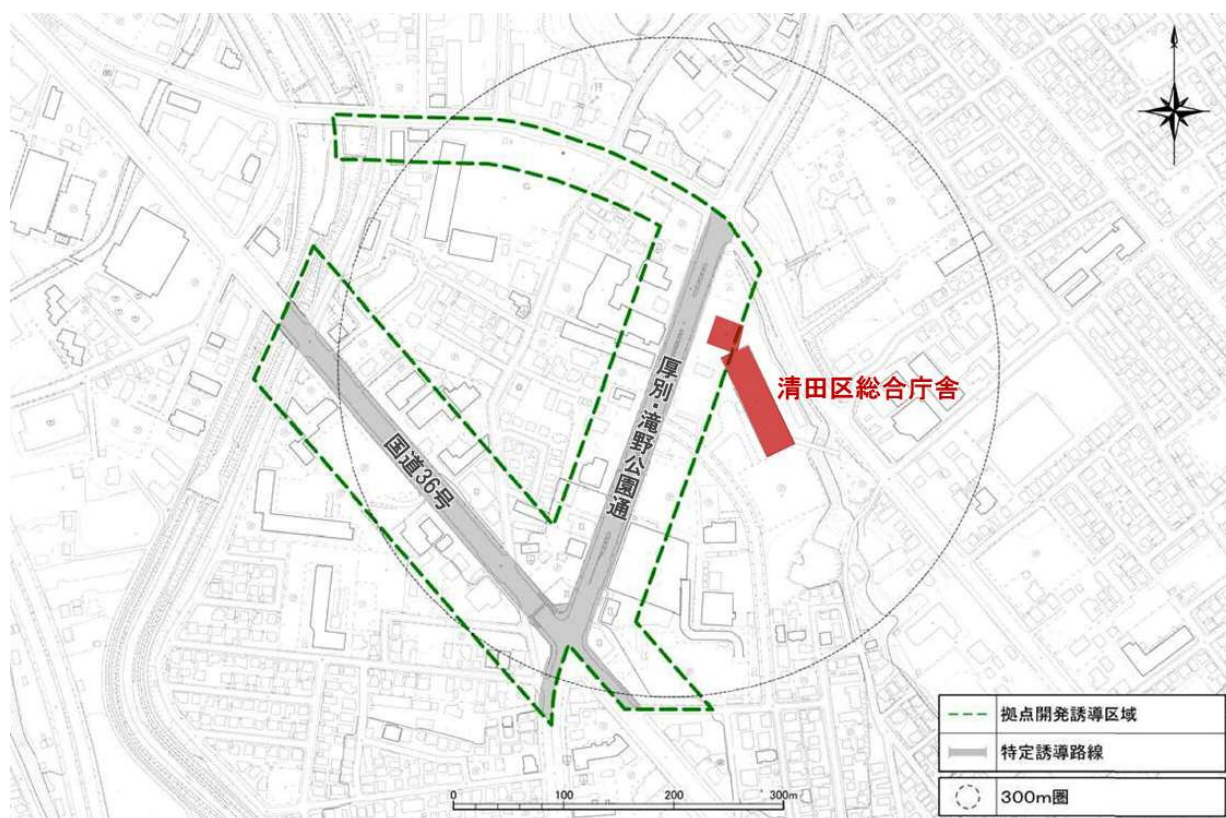 清田区総合庁舎
厚別・滝野公園通
国道36号
拠点開発誘導区域
特定誘導路線
300m圏
0 100 200 300m